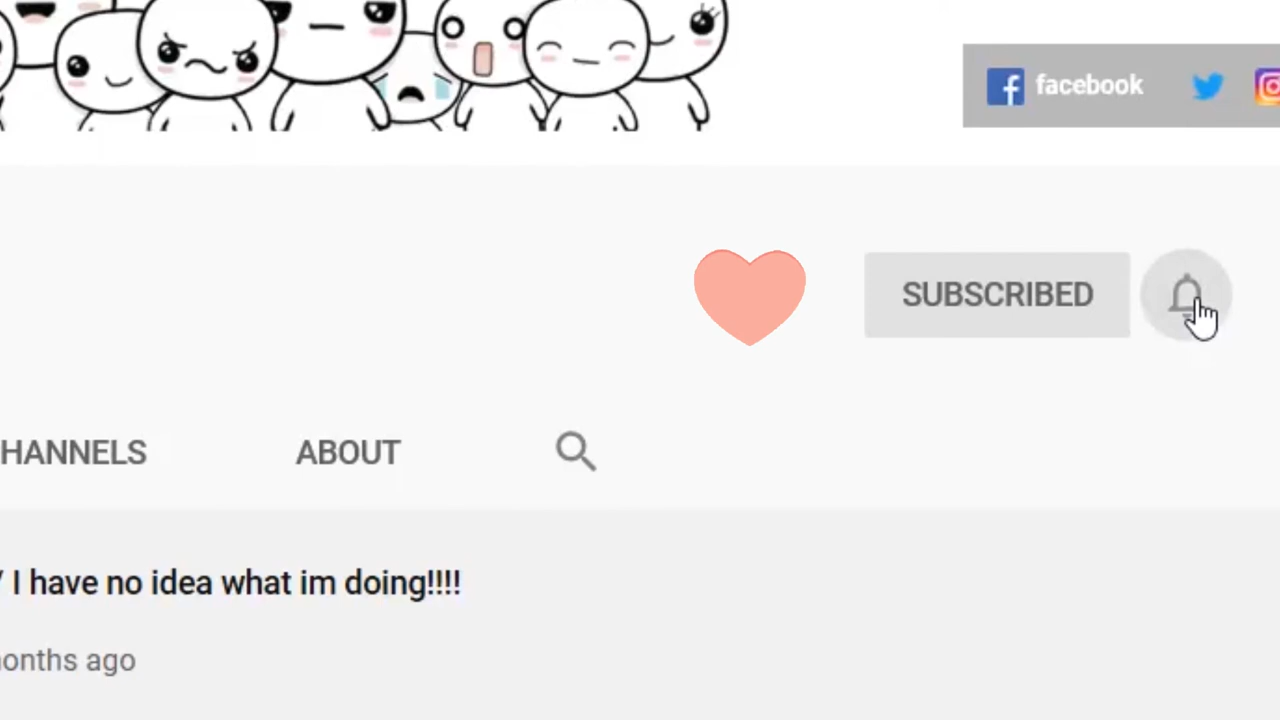 facebook
SUBSCRIBED
HANNELS ABOUT
/ I have no idea what im doing!!!!
onths ago